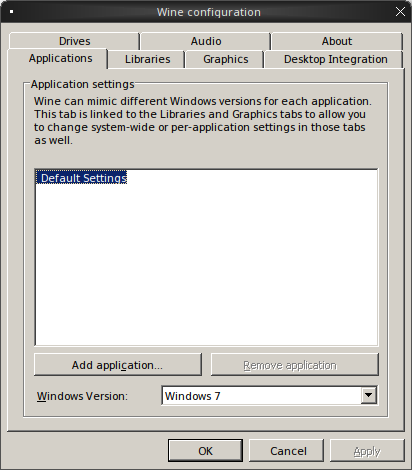 Wine configuration
Drives Audio About
Applications Libraries Graphics Desktop Integration
Application settings
Wine can mimic different Windows versions for each application.
This tab is linked to the Libraries and Graphics tabs to allow you
to change system-wide or per-application settings in those tabs
as well.
Default Settings
Add application... Remove application
Windows Version: Windows 7
OK Cancel Apply